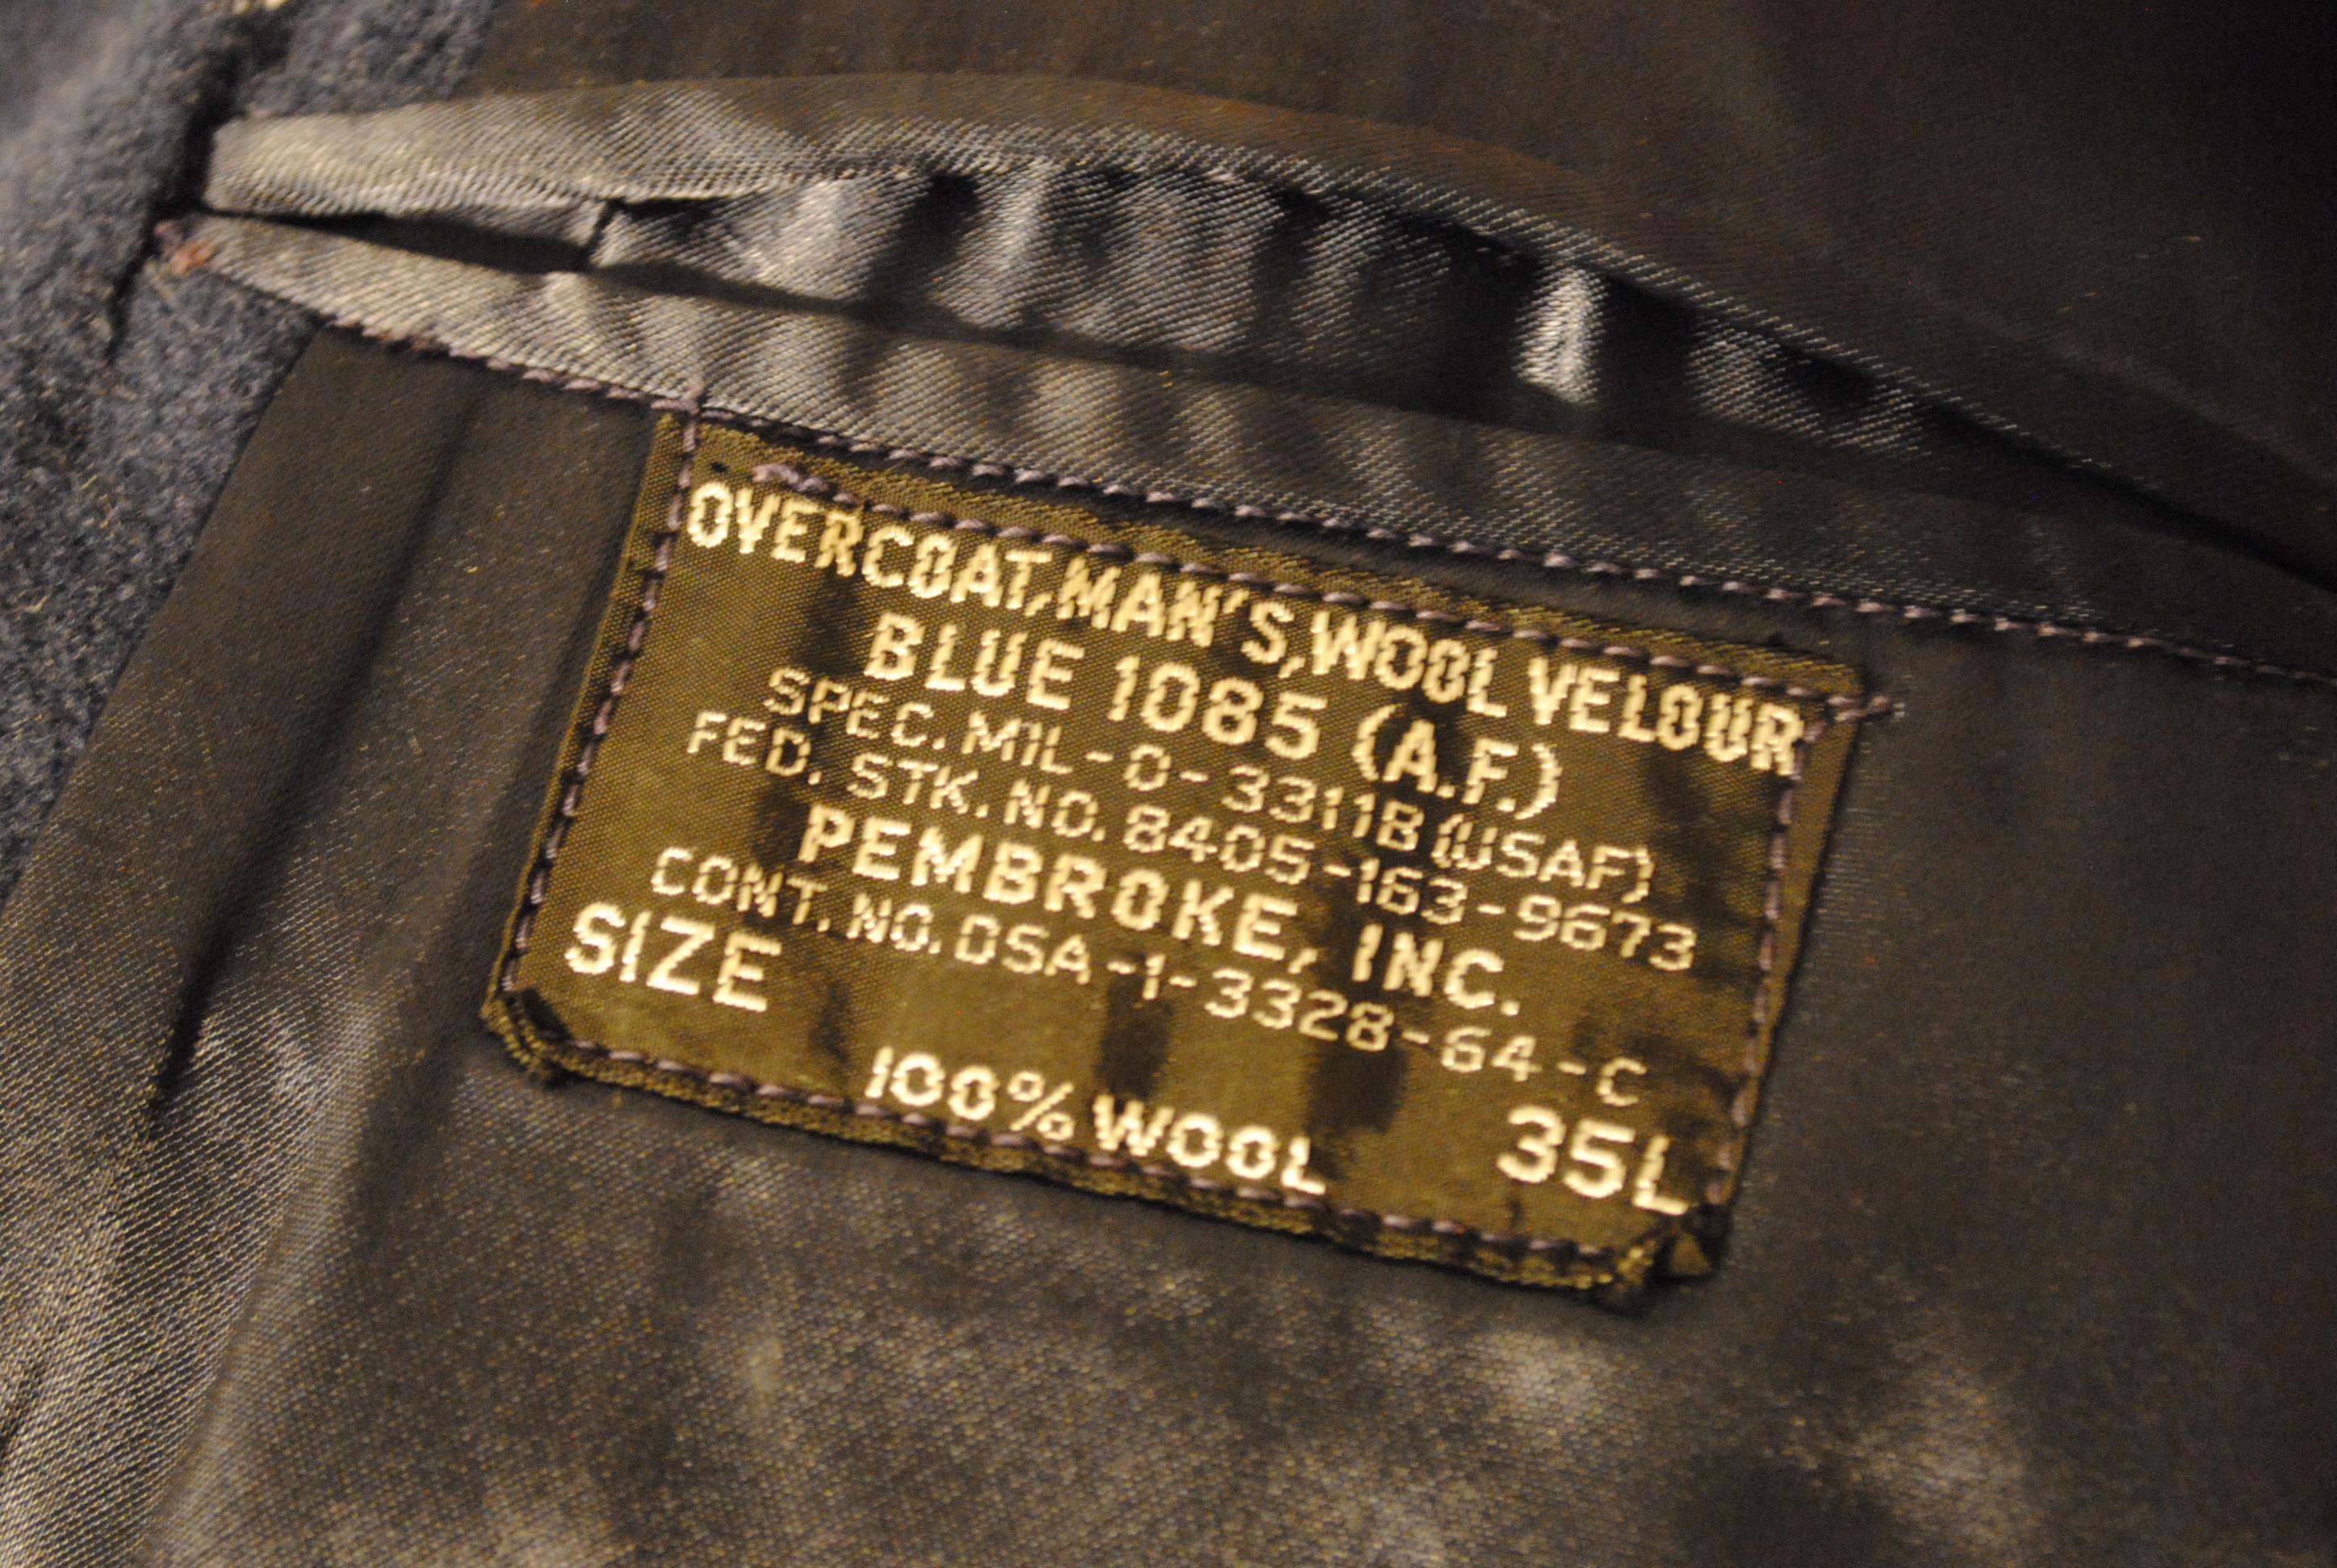 OVERCOAT, MAN'S, WOOL VELOUR
BLUE 1085 (A.F.)
SPEC. MIL-O-3311B (USAF)
FED. STK. NO. 8405-163-9673
PEMBROKE, INC.
CONT. NO. DSA-1-3328-64-C
SIZE 35L
100% WOOL